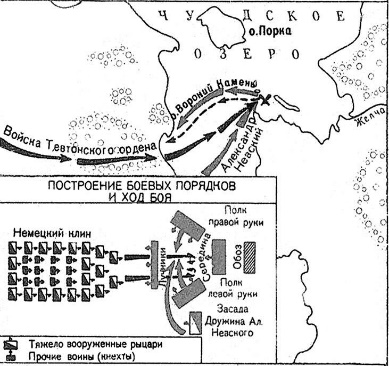 ЧУДСКОЕ
о.Порка
ОЗЕРО
о.Вороний Камень
Желча
Войска Тевтонского ордена
Александр
Невский
ПОСТРОЕНИЕ БОЕВЫХ ПОРЯДКОВ
И ХОД БОЯ
Полк
правой руки
Немецкий клин
Лучники
Середина
Обоз
Полк
левой руки
Засада
Дружина Ал.
Невского
Тяжело вооруженные рыцари
Прочие воины (кнехты)